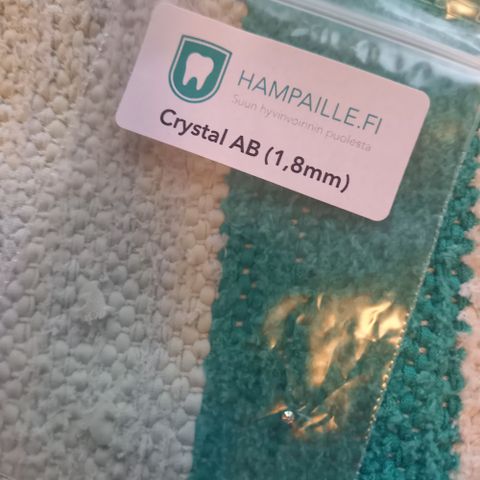 HAMPAILLE.FI
Suun hyvinvoinnin puolesta
Crystal AB (1,8mm)